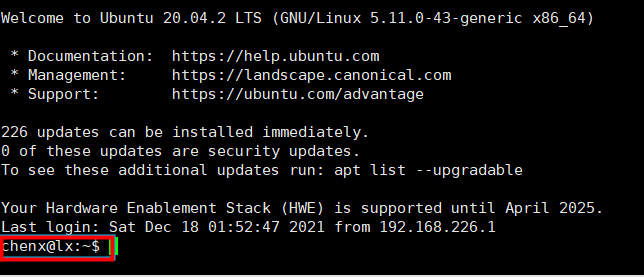 Welcome to Ubuntu 20.04.2 LTS (GNU/Linux 5.11.0-43-generic x86_64)
* Documentation: https://help.ubuntu.com
* Management: https://landscape.canonical.com
* Support: https://ubuntu.com/advantage
226 updates can be installed immediately.
0 of these updates are security updates.
To see these additional updates run: apt list --upgradable
Your Hardware Enablement Stack (HWE) is supported until April 2025.
Last login: Sat Dec 18 01:52:47 2021 from 192.168.226.1
chenx@lx:~$